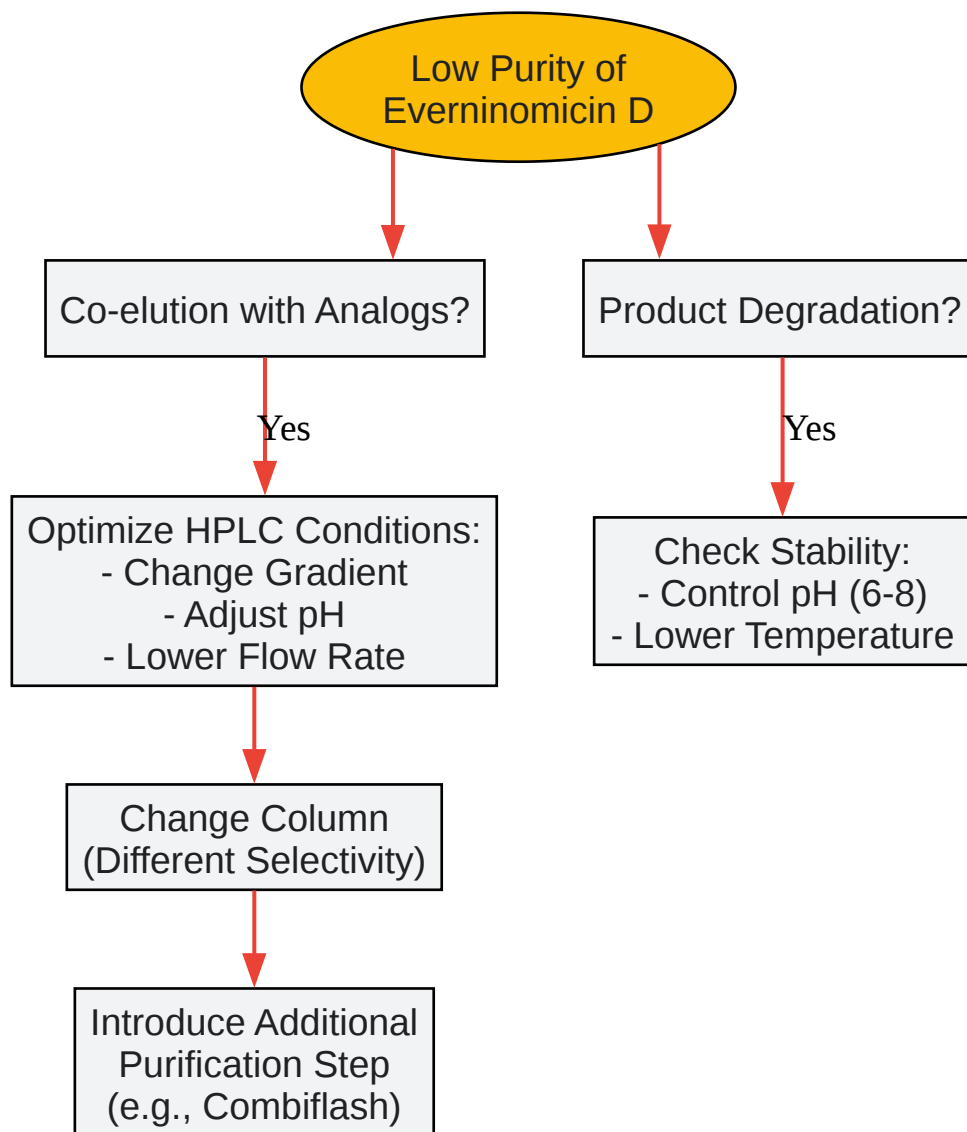 Low Purity of
Everninomicin D
Co-elution with Analogs?
Product Degradation?
Yes
Yes
Optimize HPLC Conditions:
- Change Gradient
- Adjust pH
- Lower Flow Rate
Check Stability:
- Control pH (6-8)
- Lower Temperature
Change Column
(Different Selectivity)
Introduce Additional
Purification Step
(e.g., Combiflash)